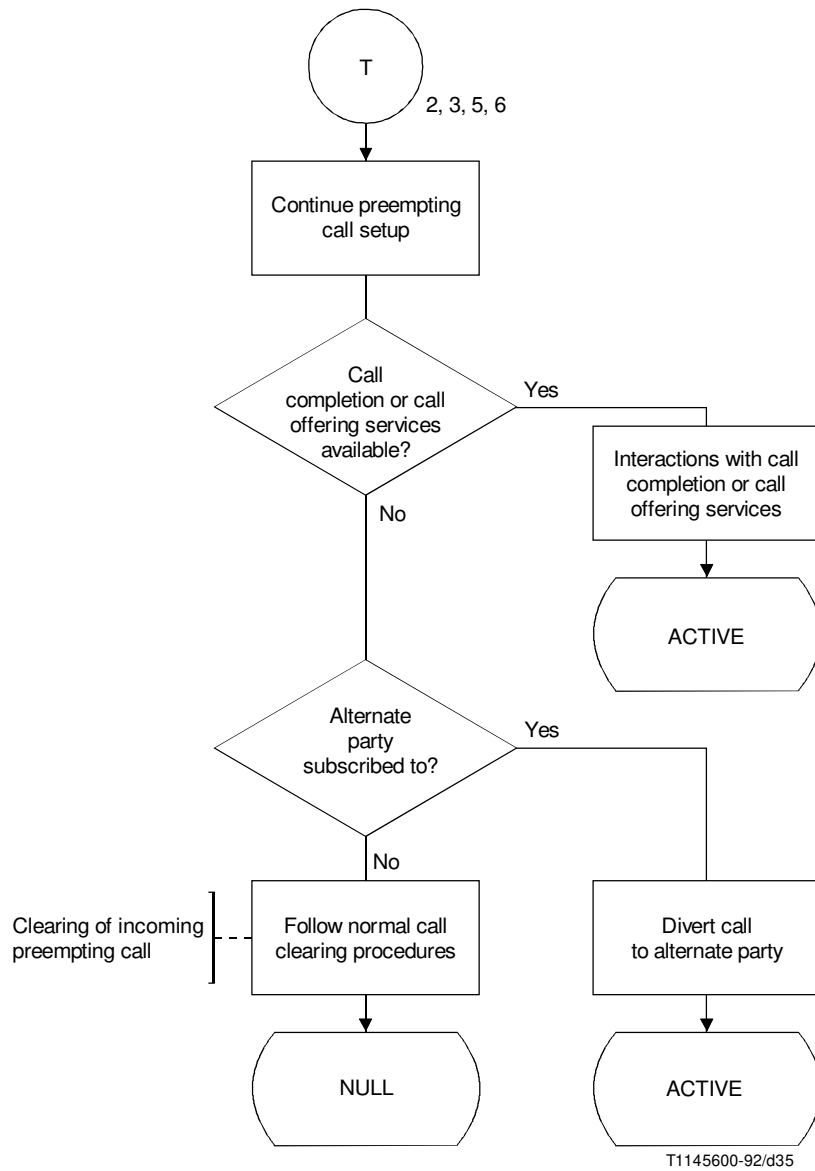 T
2, 3, 5, 6
Continue preempting
call setup
Call
completion or call
offering services
available?
Yes
Interactions with call
completion or call
offering services
No
ACTIVE
Alternate
party
subscribed to?
Yes
No
Clearing of incoming
preempting call
Follow normal call
clearing procedures
Divert call
to alternate party
NULL
ACTIVE
T1145600-92/d35